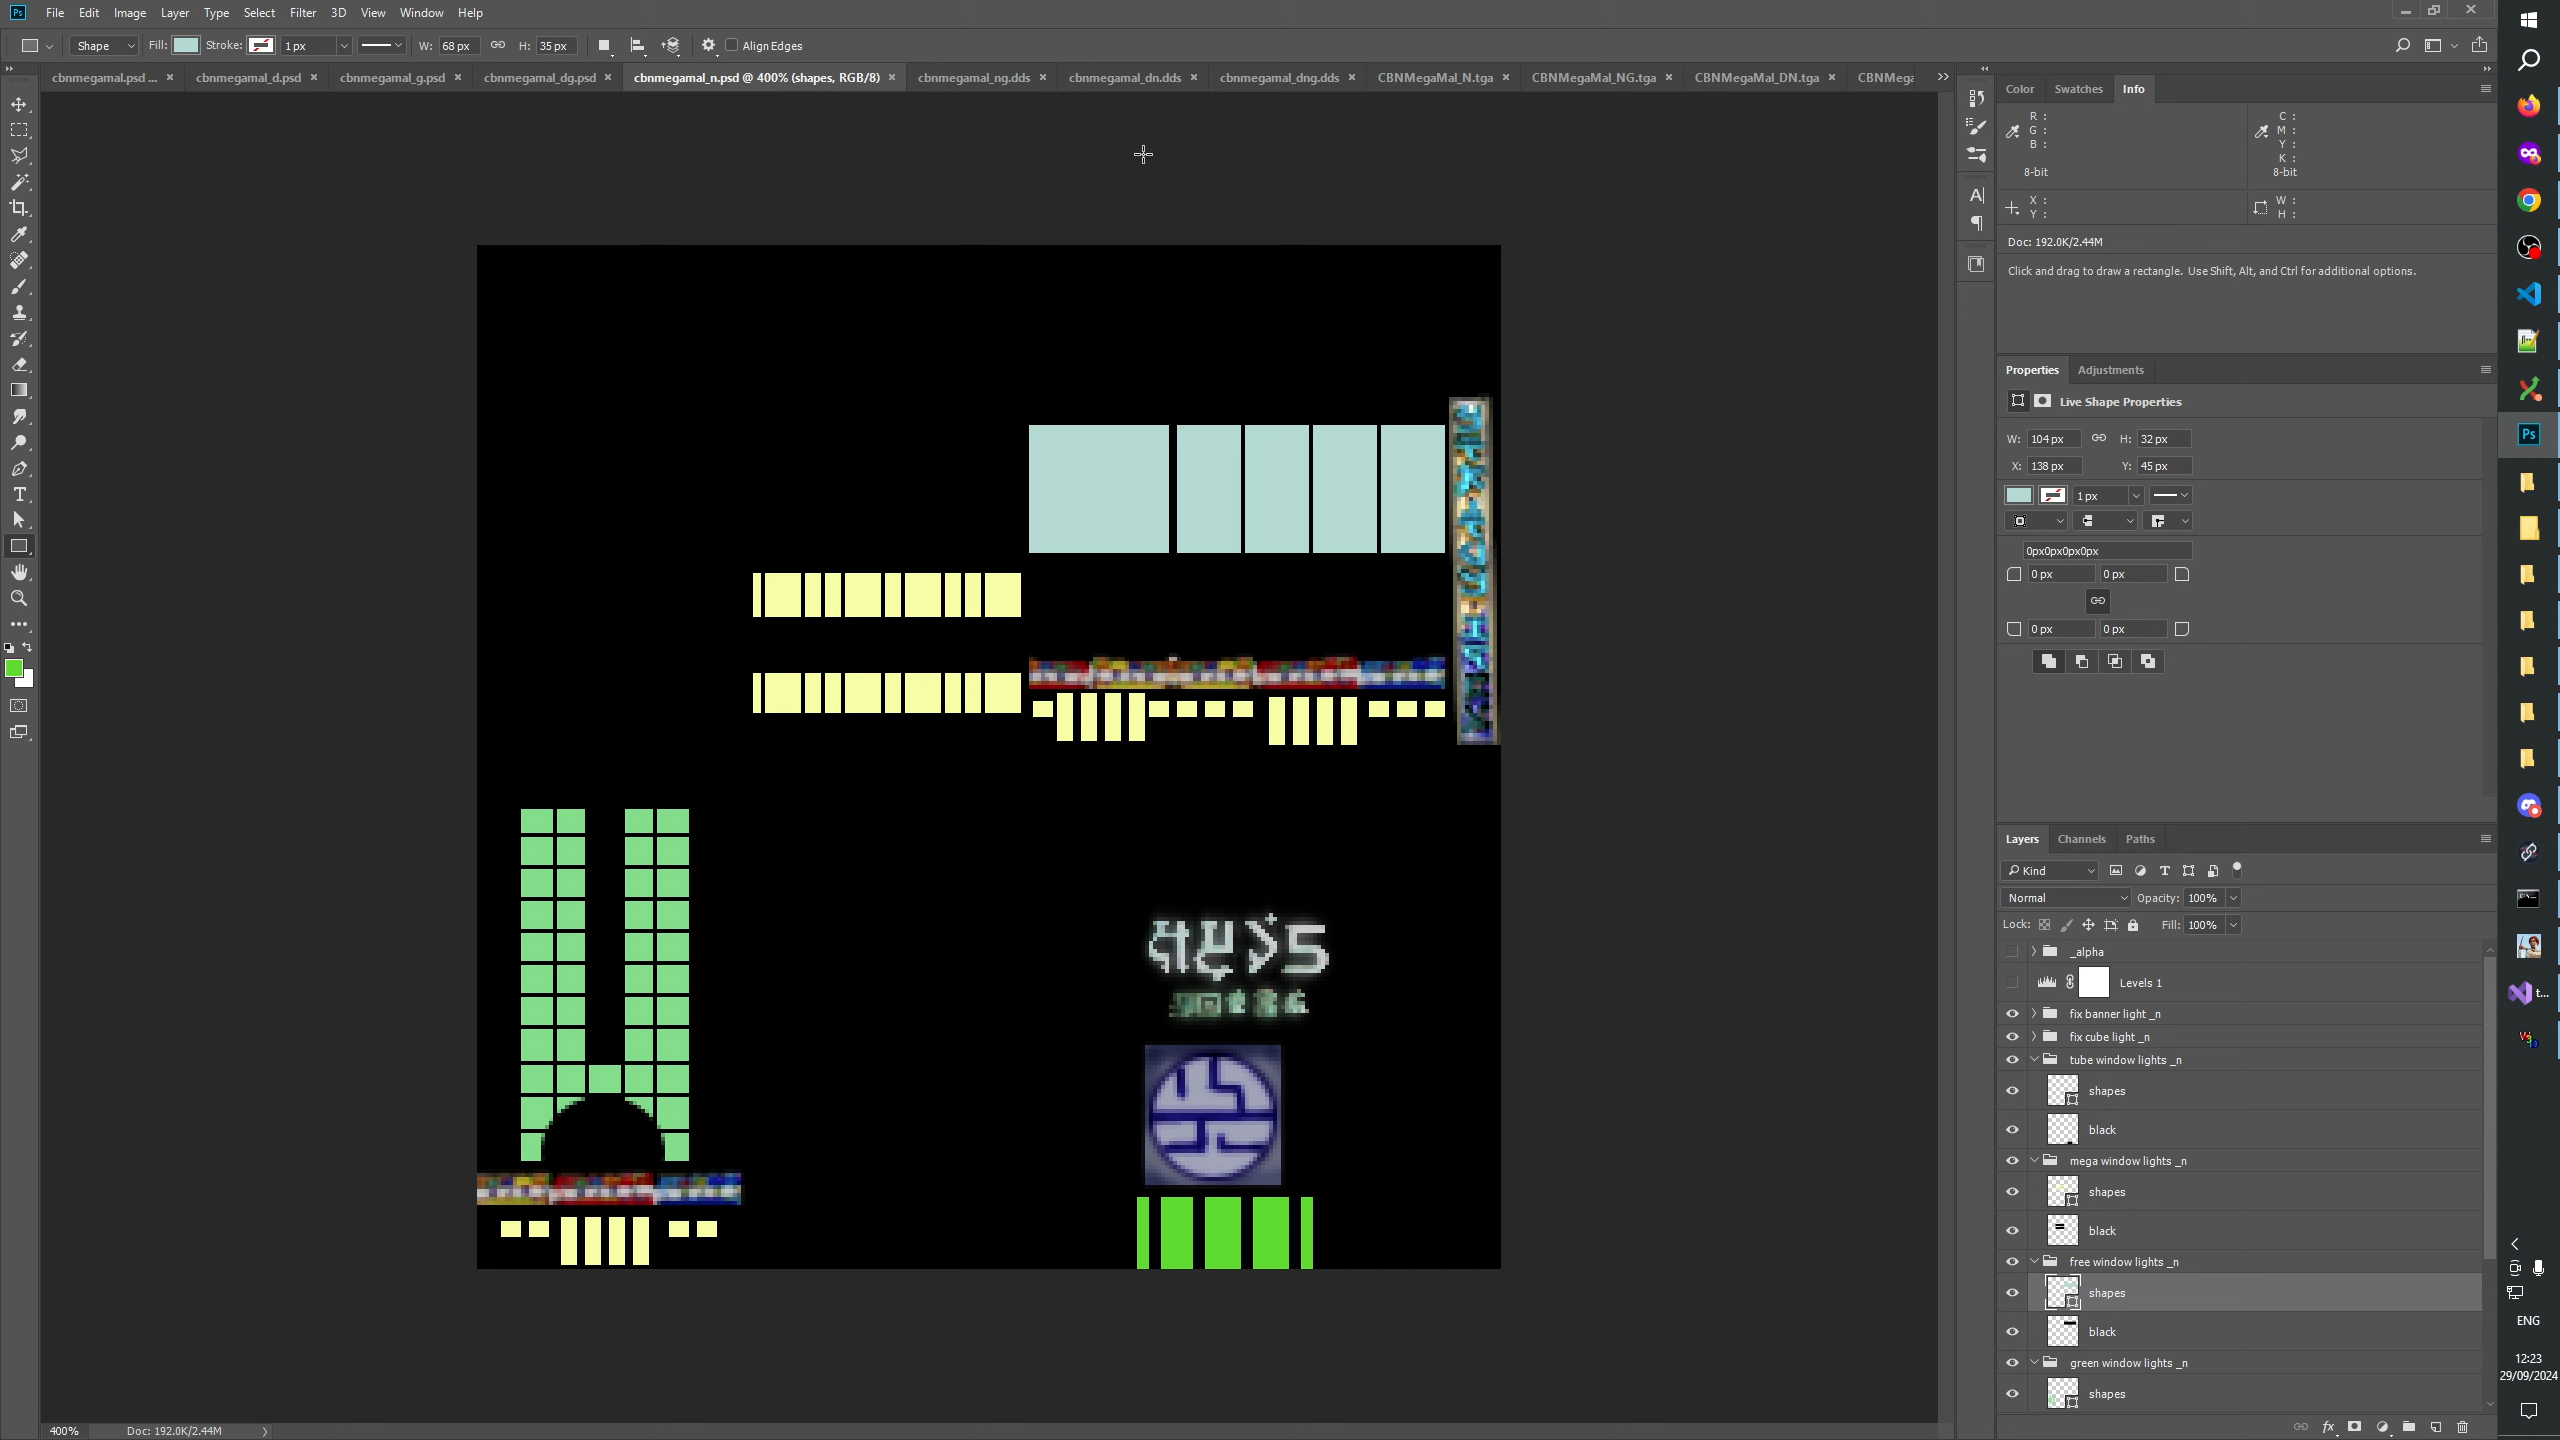 Ps File Edit Image Layer Type Select Filter 3D View Window Help
Shape Fill: Stroke: 1 px W: 68 px H: 35 px Align Edges
cbnmegamal.psd ... × cbnmegamal_d.psd × cbnmegamal_g.psd × cbnmegamal_dg.psd × cbnmegamal_n.psd @ 400% (shapes, RGB/8) × cbnmegamal_ng.dds × cbnmegamal_dn.dds × cbnmegamal_dng.dds × CBNMegaMal_N.tga × CBNMegaMal_NG.tga × CBNMegaMal_DN.tga × CBNMega
Color Swatches Info
R : C :
G : M :
B : Y :
K :
8-bit 8-bit
X : W :
Y : H :
Doc: 192.0K/2.44M
Click and drag to draw a rectangle. Use Shift, Alt, and Ctrl for additional options.
Properties Adjustments
Live Shape Properties
W: 104 px H: 32 px
X: 138 px Y: 45 px
1 px
0px0px0px0px
0 px 0 px
0 px 0 px
Layers Channels Paths
Kind
Normal Opacity: 100%
Lock: Fill: 100%
_alpha
Levels 1
fix banner light _n
fix cube light _n
tube window lights _n
shapes
black
mega window lights _n
shapes
black
free window lights _n
shapes
black
green window lights _n
shapes
400% Doc: 192.0K/2.44M
Ps
t...
ENG
12:23
29/09/2024